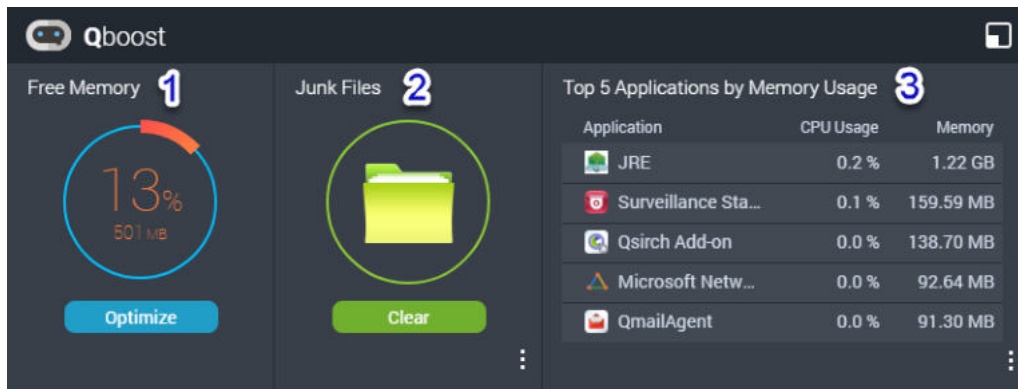 Qboost
Free Memory 1
13%
501 MB
Optimize
Junk Files 2
Clear
Top 5 Applications by Memory Usage 3
Application CPU Usage Memory
JRE 0.2 % 1.22 GB
Surveillance Sta... 0.1 % 159.59 MB
Qsirch Add-on 0.0 % 138.70 MB
Microsoft Netw... 0.0 % 92.64 MB
QmailAgent 0.0 % 91.30 MB